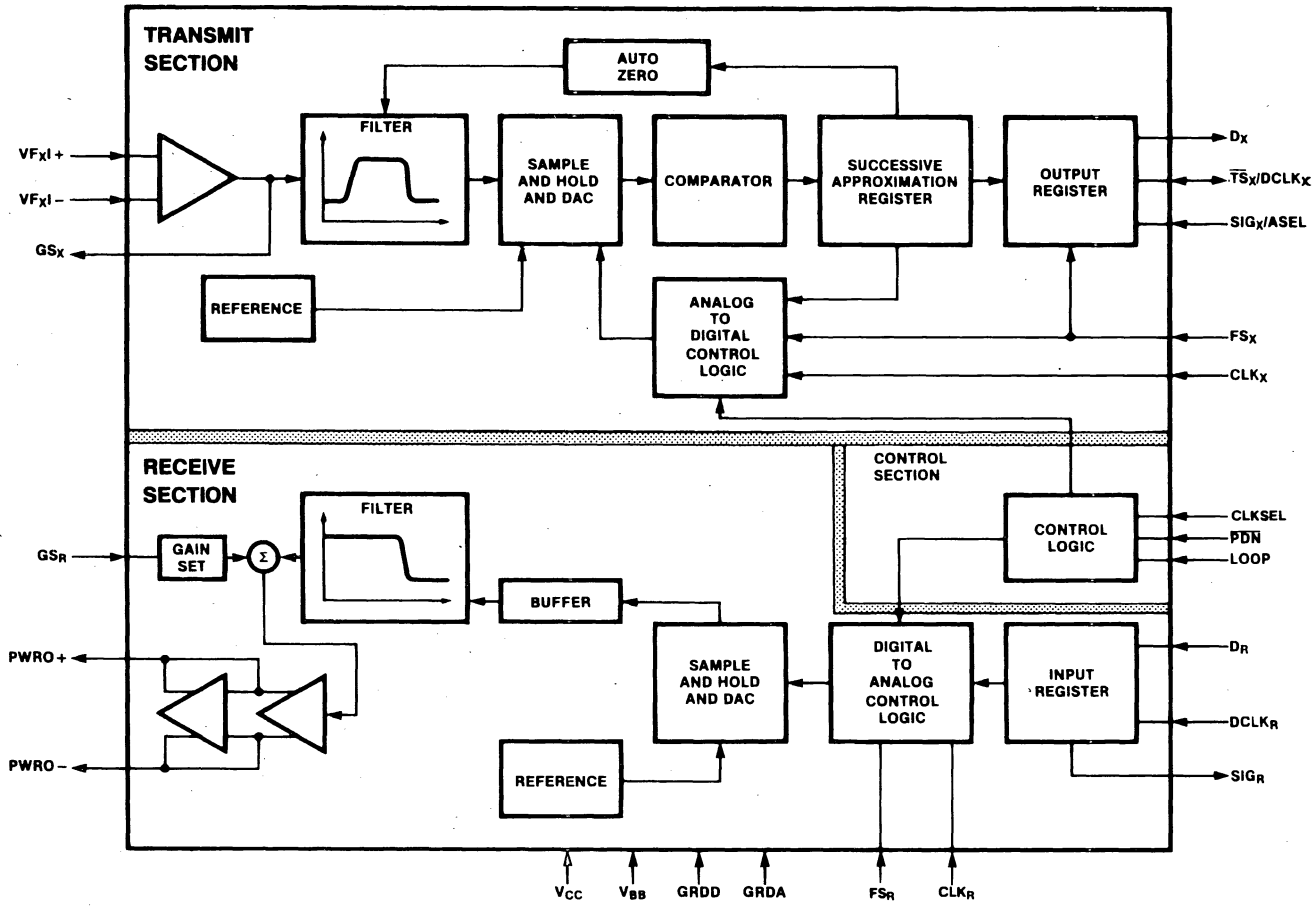 TRANSMIT
SECTION
AUTO
ZERO
FILTER
VFXI+
VFXI−
GSX
SAMPLE
AND HOLD
AND DAC
COMPARATOR
SUCCESSIVE
APPROXIMATION
REGISTER
OUTPUT
REGISTER
DX
T̅S̅X/DCLKX
SIGX/ASEL
REFERENCE
ANALOG
TO
DIGITAL
CONTROL
LOGIC
FSX
CLKX
RECEIVE
SECTION
CONTROL
SECTION
FILTER
GSR
GAIN
SET
Σ
BUFFER
CONTROL
LOGIC
CLKSEL
P̅D̅N̅
LOOP
PWRO+
PWRO−
SAMPLE
AND HOLD
AND DAC
DIGITAL
TO
ANALOG
CONTROL
LOGIC
INPUT
REGISTER
DR
DCLKR
SIGR
REFERENCE
VCC
VBB
GRDD
GRDA
FSR
CLKR